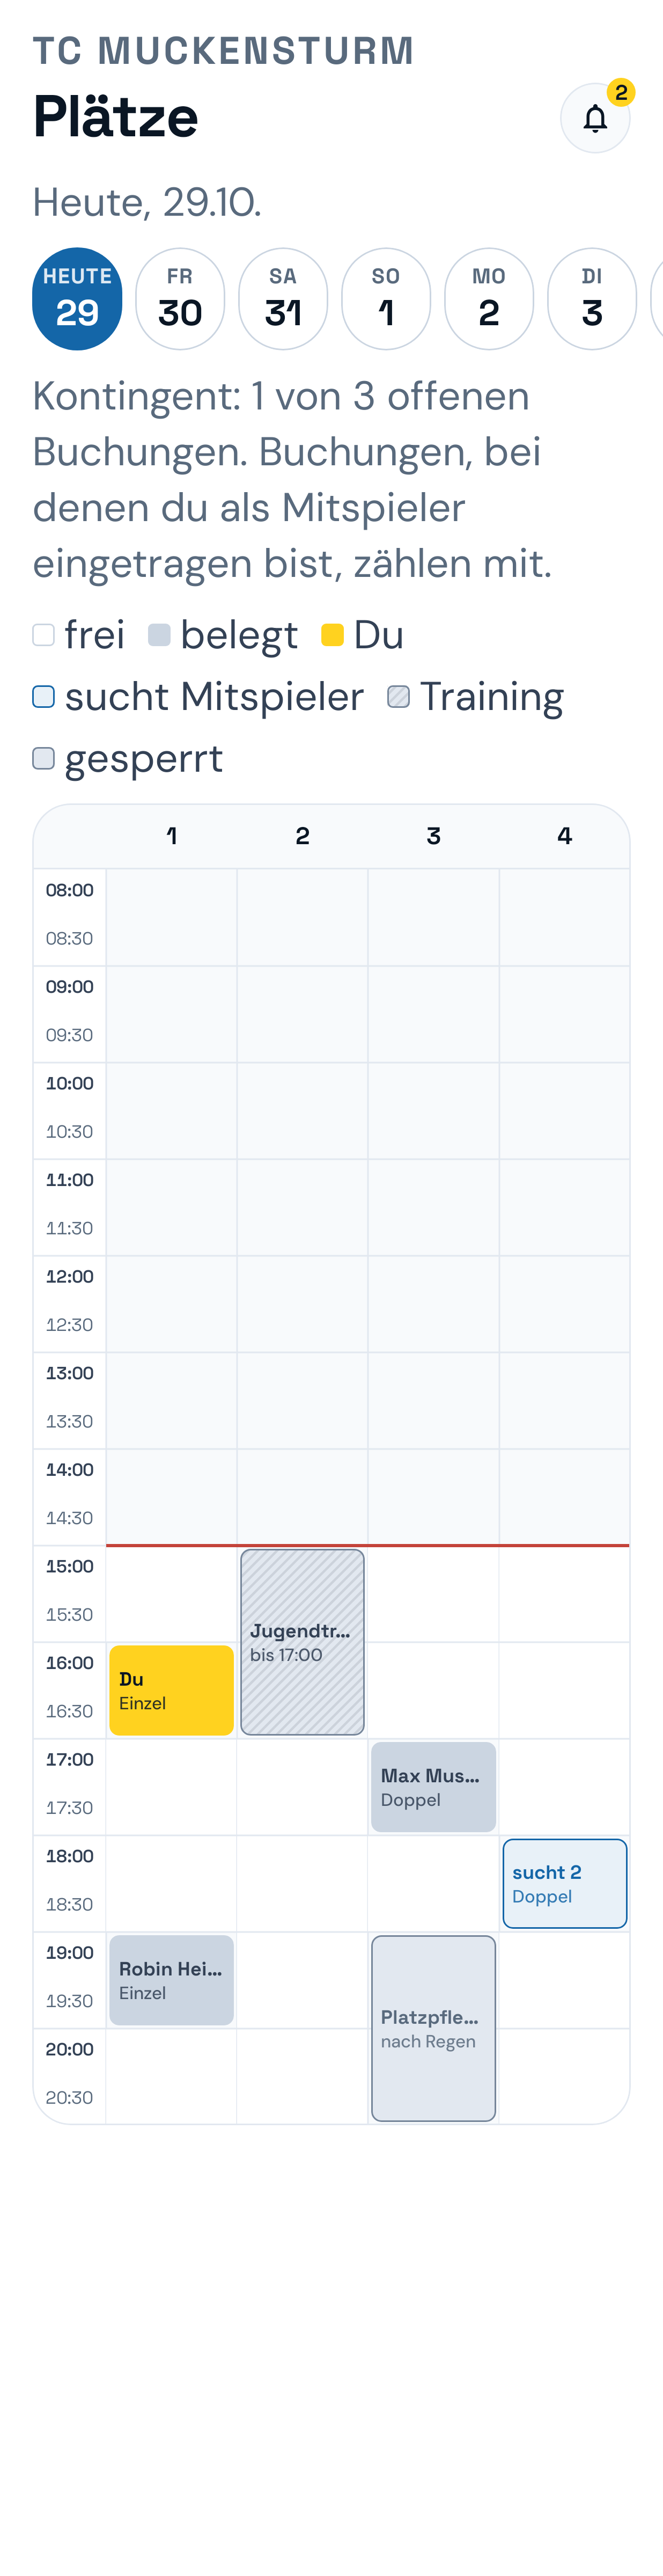 TC MUCKENSTURM
Plätze
2
Heute, 29.10.
HEUTE FR SA SO MO DI
29 30 31 1 2 3
Kontingent: 1 von 3 offenen
Buchungen. Buchungen, bei
denen du als Mitspieler
eingetragen bist, zählen mit.
frei belegt Du
sucht Mitspieler Training
gesperrt
1 2 3 4
08:00
08:30
09:00
09:30
10:00
10:30
11:00
11:30
12:00
12:30
13:00
13:30
14:00
14:30
15:00
15:30
Jugendtr...
bis 17:00
16:00
Du
Einzel
16:30
17:00
Max Mus...
Doppel
17:30
18:00
sucht 2
Doppel
18:30
19:00
Robin Hei...
Einzel
19:30
Platzpfle...
nach Regen
20:00
20:30